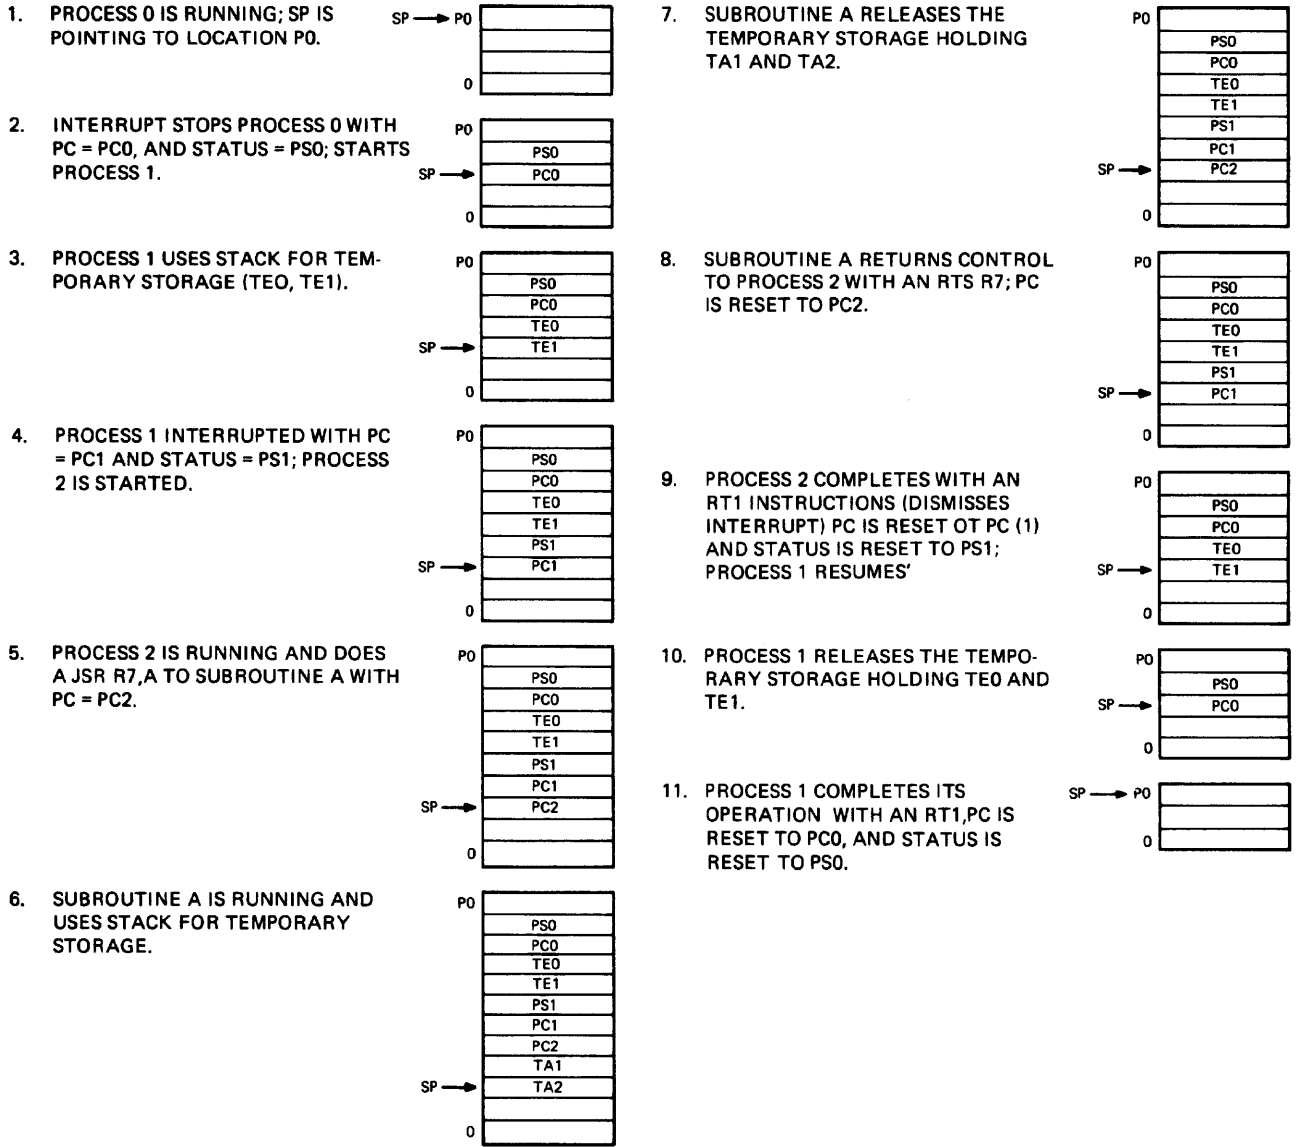 1. PROCESS 0 IS RUNNING; SP IS
POINTING TO LOCATION P0.
SP P0
0
2. INTERRUPT STOPS PROCESS 0 WITH
PC = PC0, AND STATUS = PS0; STARTS
PROCESS 1.
P0
PS0
SP PC0
0
3. PROCESS 1 USES STACK FOR TEM-
PORARY STORAGE (TE0, TE1).
P0
PS0
PC0
TE0
SP TE1
0
4. PROCESS 1 INTERRUPTED WITH PC
= PC1 AND STATUS = PS1; PROCESS
2 IS STARTED.
P0
PS0
PC0
TE0
TE1
PS1
SP PC1
0
5. PROCESS 2 IS RUNNING AND DOES
A JSR R7,A TO SUBROUTINE A WITH
PC = PC2.
P0
PS0
PC0
TE0
TE1
PS1
PC1
SP PC2
0
6. SUBROUTINE A IS RUNNING AND
USES STACK FOR TEMPORARY
STORAGE.
P0
PS0
PC0
TE0
TE1
PS1
PC1
PC2
TA1
SP TA2
0
7. SUBROUTINE A RELEASES THE
TEMPORARY STORAGE HOLDING
TA1 AND TA2.
P0
PS0
PC0
TE0
TE1
PS1
PC1
SP PC2
0
8. SUBROUTINE A RETURNS CONTROL
TO PROCESS 2 WITH AN RTS R7; PC
IS RESET TO PC2.
P0
PS0
PC0
TE0
TE1
PS1
SP PC1
0
9. PROCESS 2 COMPLETES WITH AN
RT1 INSTRUCTIONS (DISMISSES
INTERRUPT) PC IS RESET OT PC (1)
AND STATUS IS RESET TO PS1;
PROCESS 1 RESUMES'
P0
PS0
PC0
TE0
SP TE1
0
10. PROCESS 1 RELEASES THE TEMPO-
RARY STORAGE HOLDING TE0 AND
TE1.
P0
PS0
SP PC0
0
11. PROCESS 1 COMPLETES ITS
OPERATION WITH AN RT1,PC IS
RESET TO PC0, AND STATUS IS
RESET TO PS0.
SP P0
0